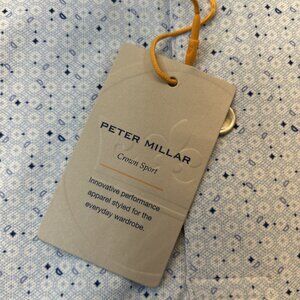 PETER MILLAR
Crown Sport
Innovative performance
apparel styled for the
everyday wardrobe.